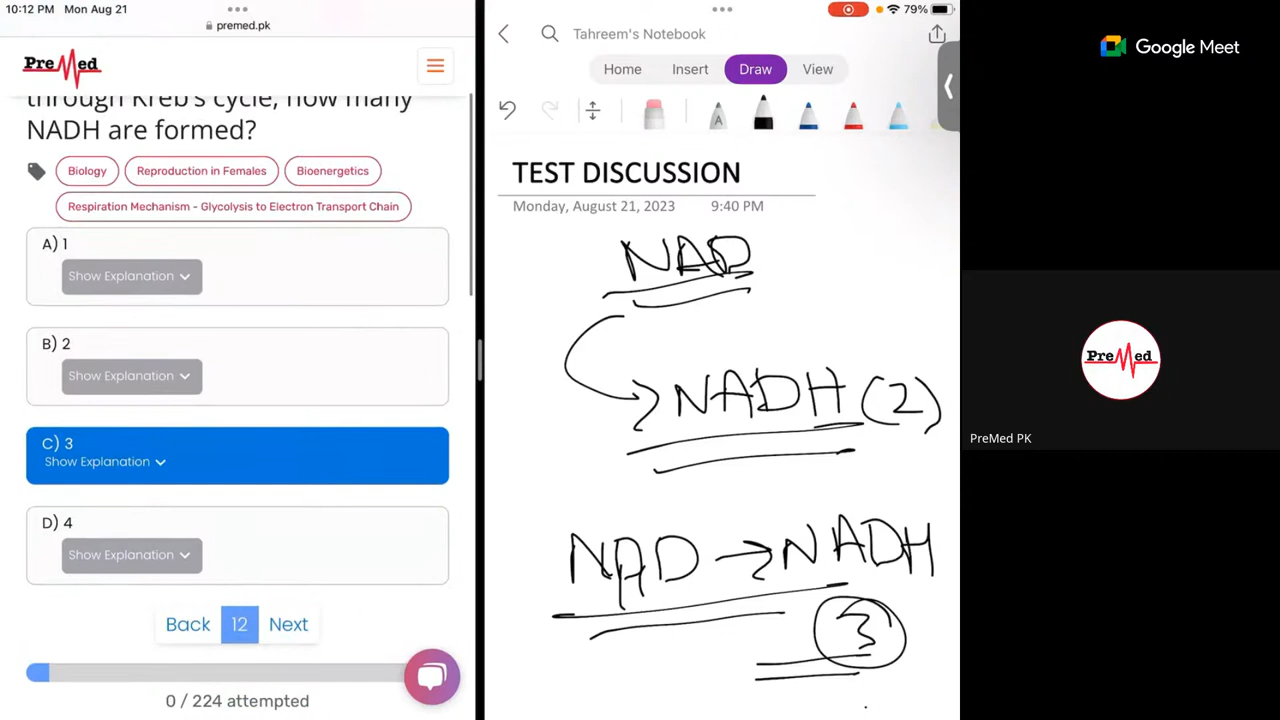 10:12 PM Mon Aug 21
premed.pk
PreMed
through Kreb's cycle, how many
NADH are formed?
Biology
Reproduction in Females
Bioenergetics
Respiration Mechanism - Glycolysis to Electron Transport Chain
A) 1
Show Explanation
B) 2
Show Explanation
C) 3
Show Explanation
D) 4
Show Explanation
Back 12 Next
0 / 224 attempted
79%
Tahreem's Notebook
Home Insert Draw View
A
TEST DISCUSSION
Monday, August 21, 2023 9:40 PM
NAD
NADH (2)
NAD → NADH
3
Google Meet
PreMed
PreMed PK